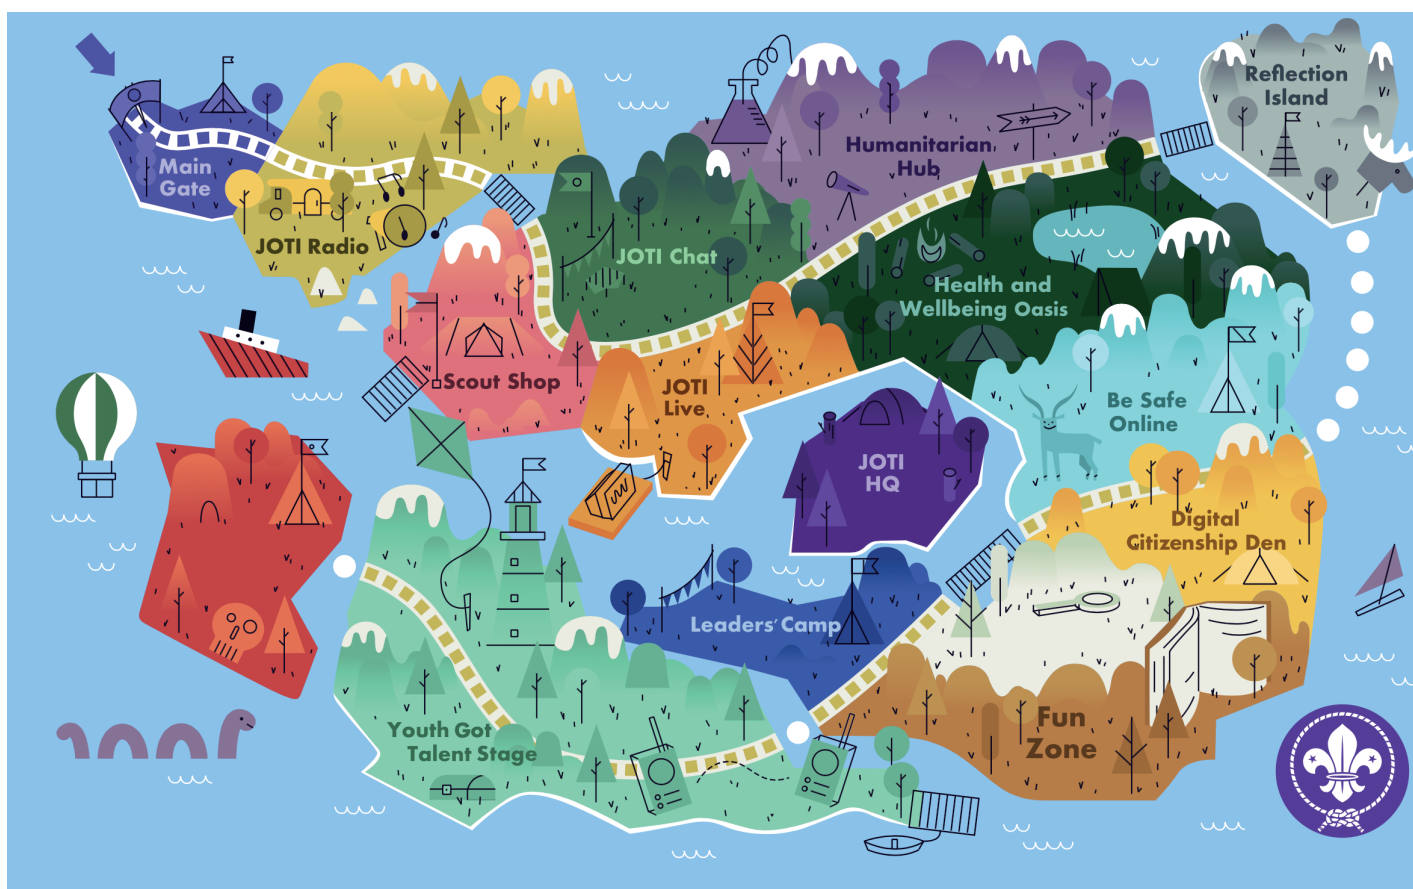 Main
Gate
JOTI Radio
Scout Shop
JOTI Chat
JOTI
Live
Humanitarian
Hub
Health and
Wellbeing Oasis
Reflection
Island
Be Safe
Online
JOTI
HQ
Digital
Citizenship Den
Leaders' Camp
Youth Got
Talent Stage
Fun
Zone